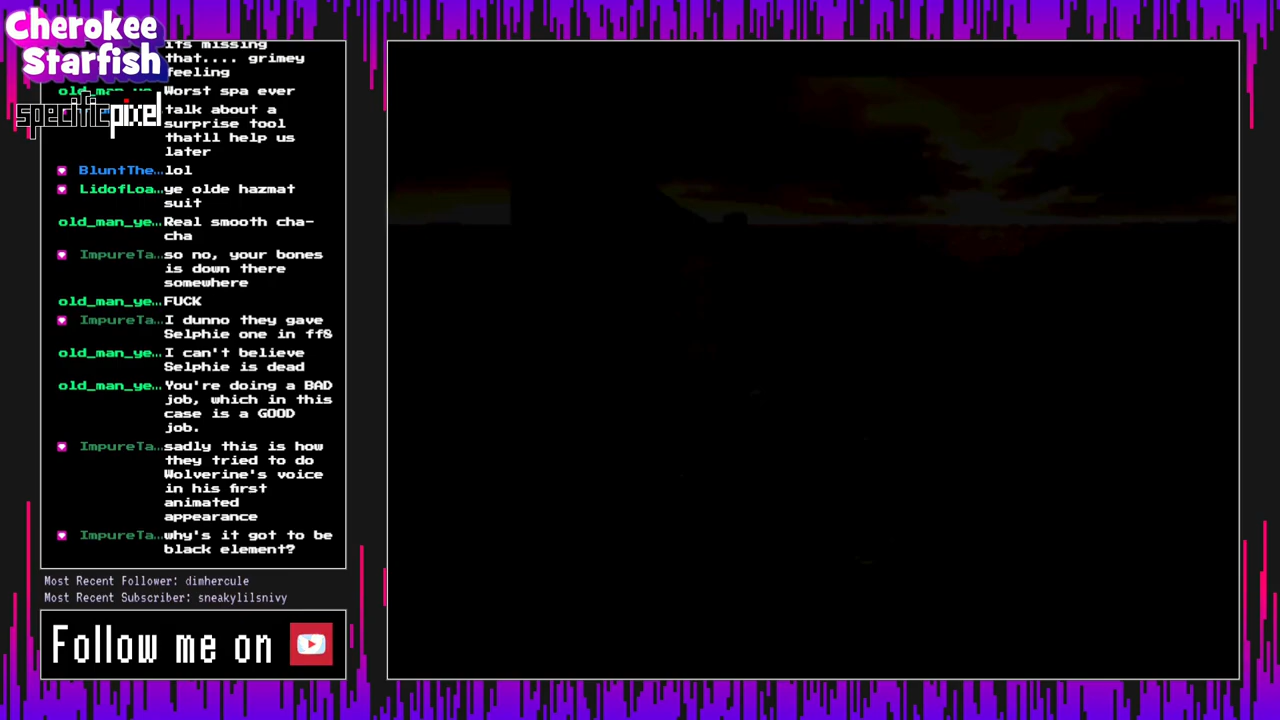 Cherokee
Starfish
specificpixel
its missing
that.... grimey
feeling
old_man_ye… Worst spa ever
talk about a
surprise tool
thatll help us
later
BluntThe… lol
LidofLoa… ye olde hazmat
suit
old_man_ye… Real smooth cha-
cha
ImpureTa… so no, your bones
is down there
somewhere
old_man_ye… FUCK
ImpureTa… I dunno they gave
Selphie one in ff8
old_man_ye… I can't believe
Selphie is dead
old_man_ye… You're doing a BAD
job, which in this
case is a GOOD
job.
ImpureTa… sadly this is how
they tried to do
Wolverine's voice
in his first
animated
appearance
ImpureTa… why's it got to be
black element?
Most Recent Follower: dimhercule
Most Recent Subscriber: sneakylilsnivy
Follow me on